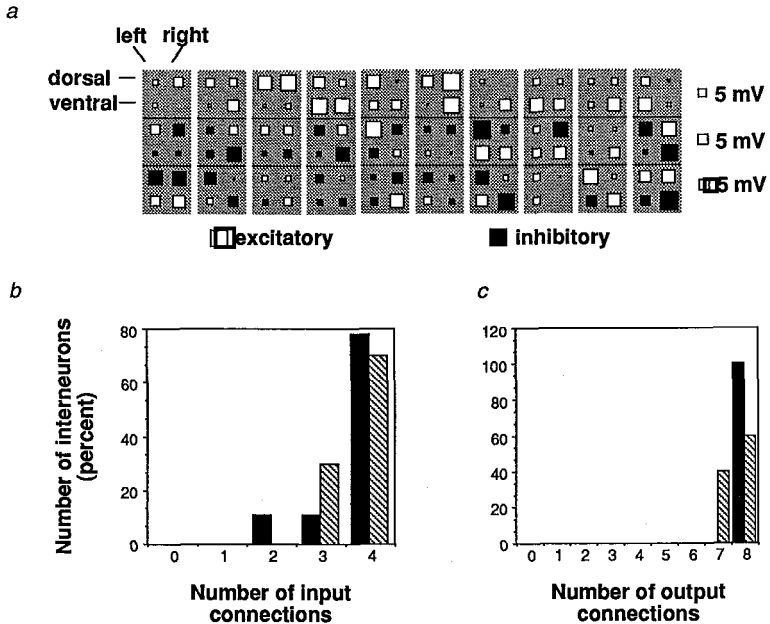 a
left right
dorsal
ventral
5 mV
5 mV
5 mV
excitatory
inhibitory
b
c
Number of interneurons
(percent)
80
60
40
20
0
0 1 2 3 4
Number of input
connections
120
100
80
60
40
20
0
0 1 2 3 4 5 6 7 8
Number of output
connections